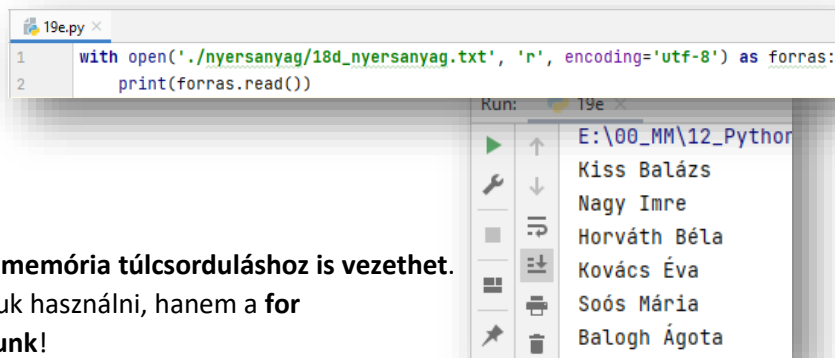 19e.py
1 with open('./nyersanyag/18d_nyersanyag.txt', 'r', encoding='utf-8') as forras:
2 print(forras.read())
Run: 19e
E:\00_MM\12_Python
Kiss Balázs
Nagy Imre
Horváth Béla
Kovács Éva
Soós Mária
Balogh Ágota
memória túlcsorduláshoz is vezethet.
uk használni, hanem a for
unk!